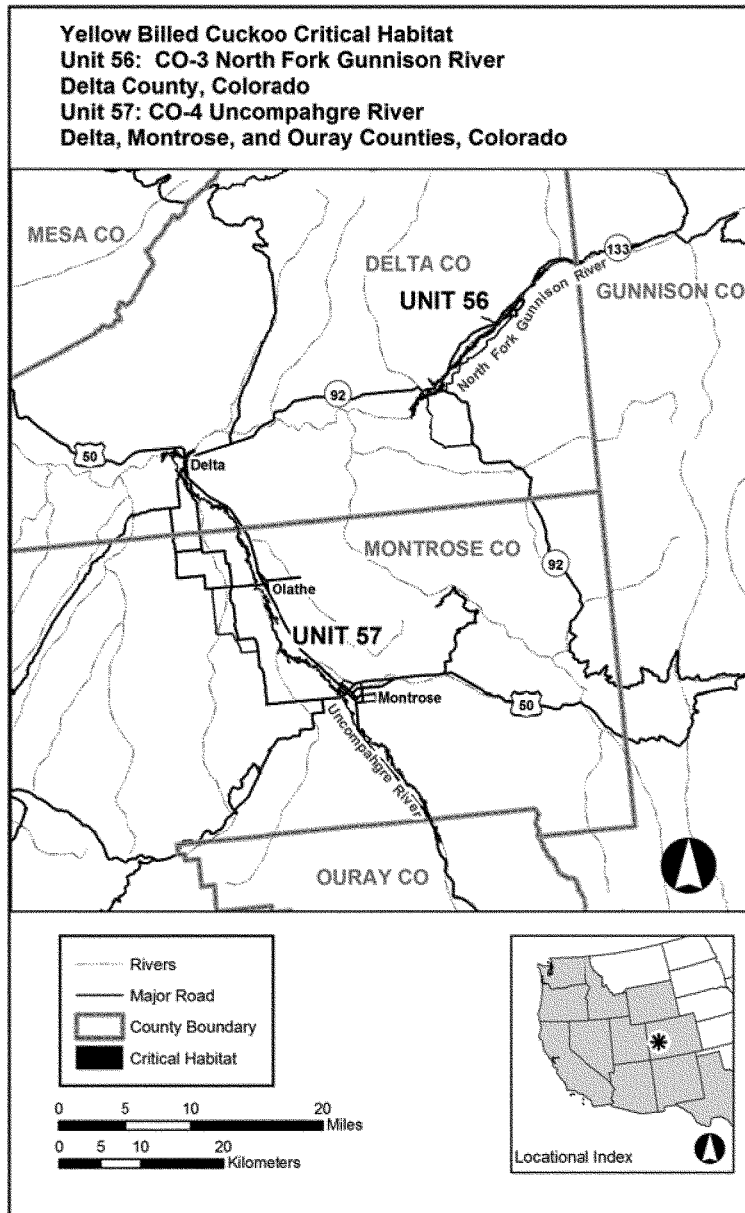 Yellow Billed Cuckoo Critical Habitat
Unit 56: CO-3 North Fork Gunnison River
Delta County, Colorado
Unit 57: CO-4 Uncompahgre River
Delta, Montrose, and Ouray Counties, Colorado
MESA CO
DELTA CO
133
UNIT 56
GUNNISON CO
North Fork Gunnison River
92
50
Delta
MONTROSE CO
92
Olathe
UNIT 57
Montrose
50
Uncompahgre River
OURAY CO
Rivers
Major Road
County Boundary
Critical Habitat
0 5 10 20
Miles
0 5 10 20
Kilometers
Locational Index